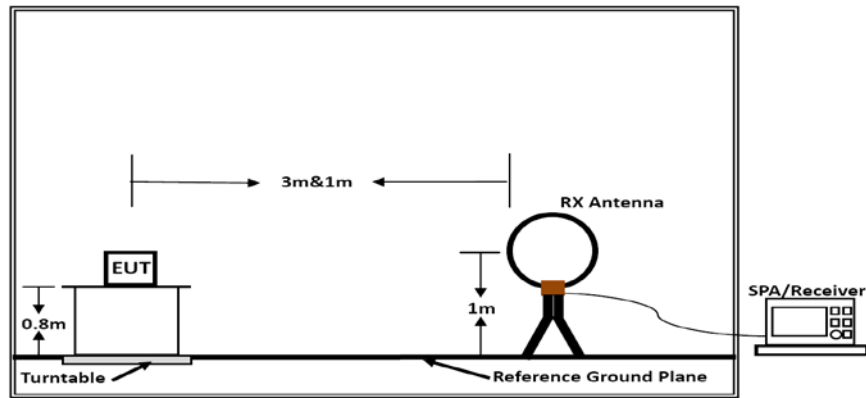 3m&1m
RX Antenna
EUT
SPA/Receiver
0.8m
1m
Turntable
Reference Ground Plane